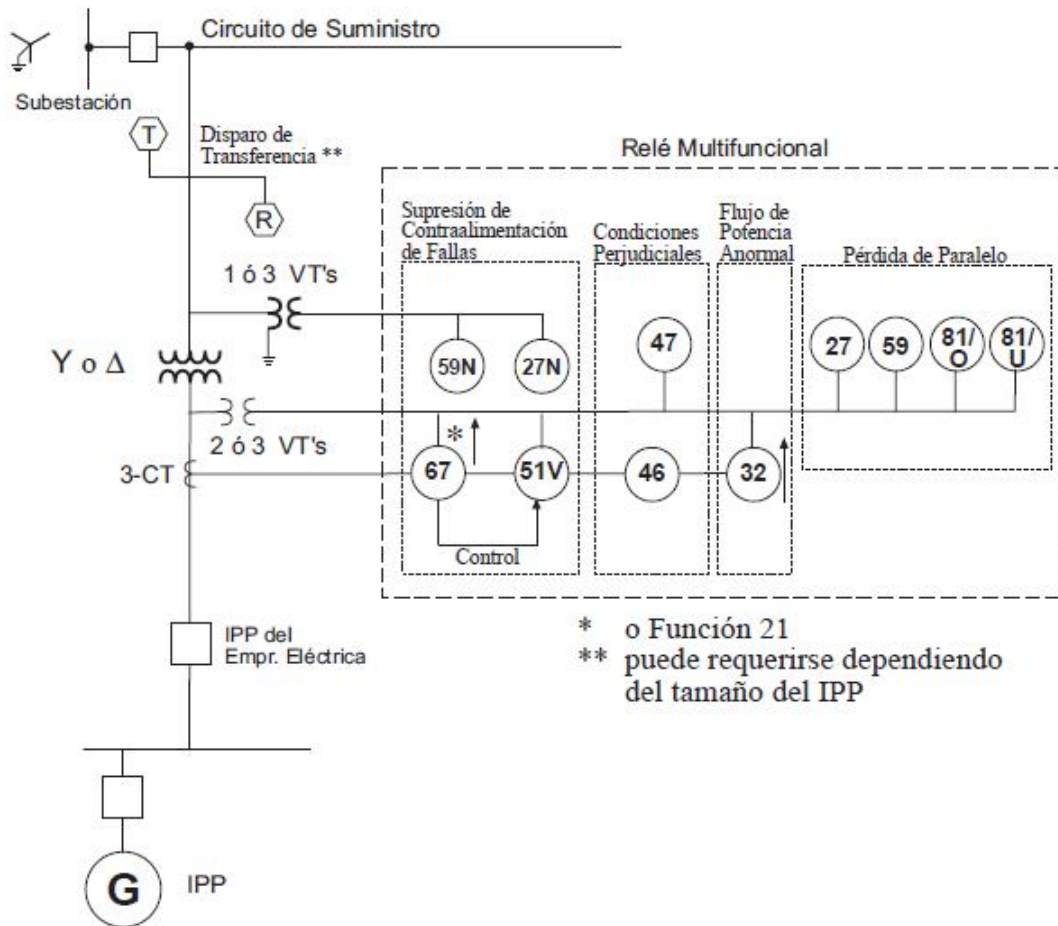 Circuito de Suministro
Subestación
T
Disparo de
Transferencia **
R
Relé Multifuncional
Supresión de
Contraalimentación
de Fallas
Condiciones
Perjudiciales
Flujo de
Potencia
Anormal
Pérdida de Paralelo
1 ó 3 VT's
59N
27N
47
27
59
81/
O
81/
U
Y o Δ
2 ó 3 VT's
*
3-CT
67
51V
46
32
Control
IPP del
Empr. Eléctrica
* o Función 21
** puede requerirse dependiendo
del tamaño del IPP
G
IPP